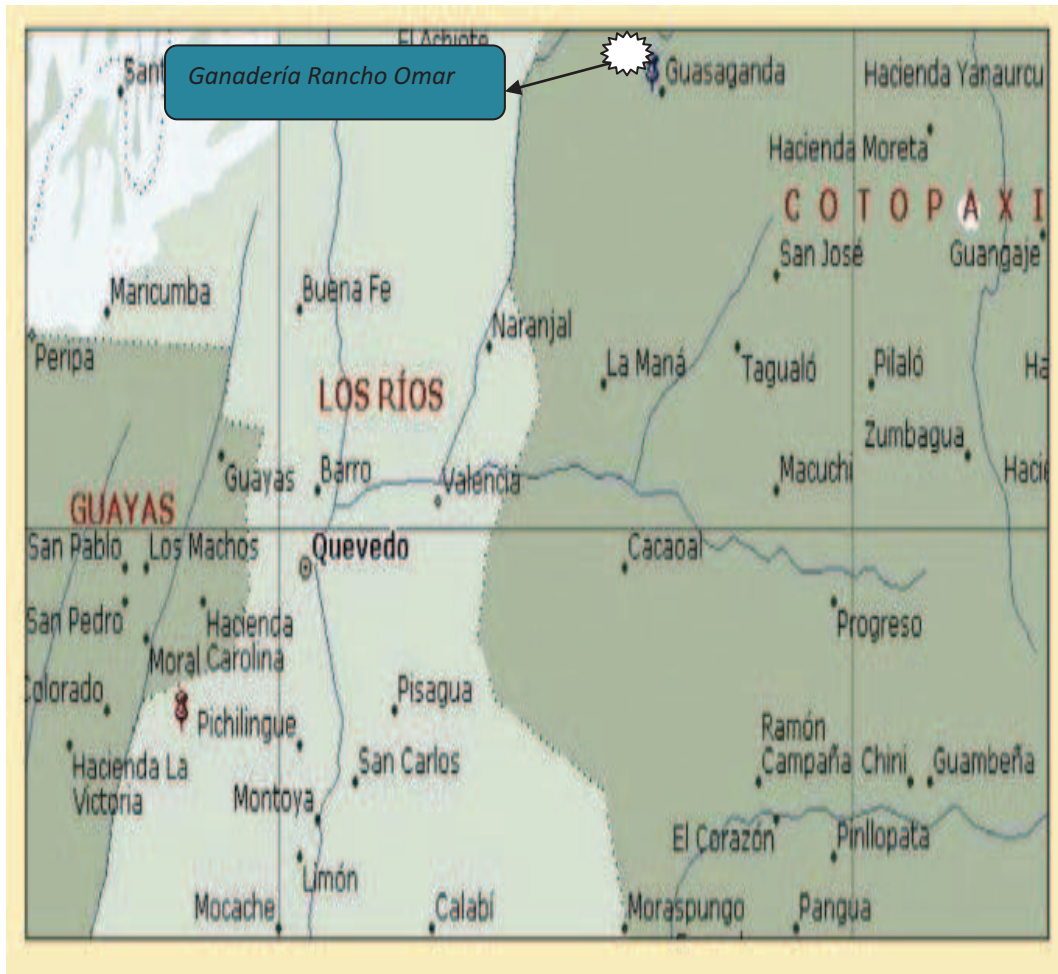 El Achiote
Ganadería Rancho Omar
Guasaganda
Hacienda Yanaurcu
Hacienda Moreta
COTOPAXI
San José
Guangaje
Maricumba
Buena Fe
Naranjal
Peripa
La Maná
Tagualó
Pilaló
LOS RÍOS
Zumbagua
Guayas
Barro
Valencia
Macuchi
GUAYAS
San Pablo
Los Machos
Quevedo
Cacaoal
San Pedro
Hacienda
Carolina
Progreso
Moral
Colorado
Pisagua
Pichilingue
Ramón
Campaña
Chini
Guambeña
Hacienda La
Victoria
San Carlos
Montoya
El Corazón
Pinllopata
Limón
Mocache
Calabí
Moraspungo
Pangua